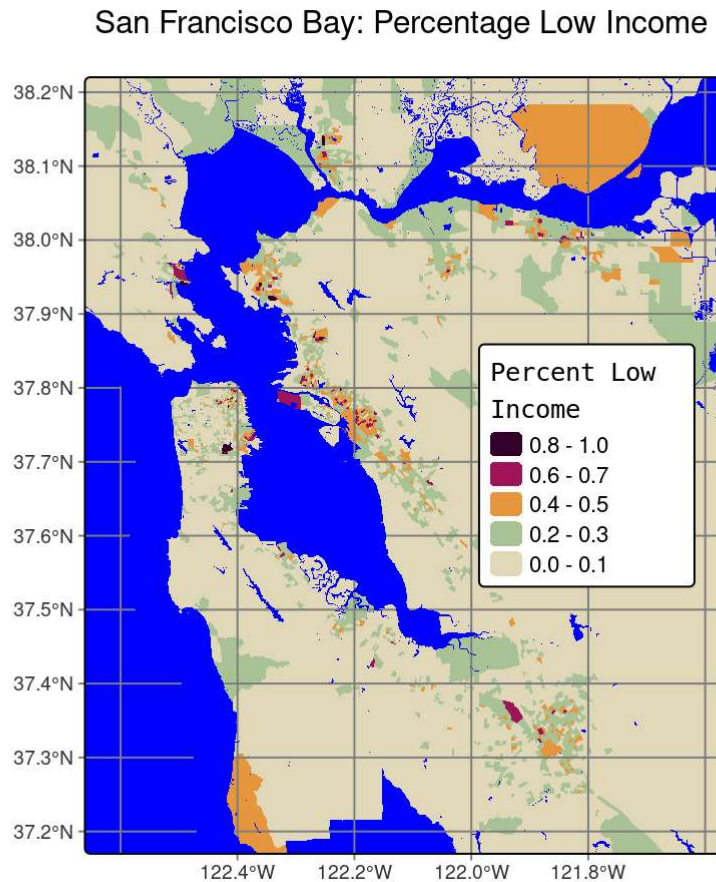 San Francisco Bay: Percentage Low Income
38.2°N
38.1°N
38.0°N
37.9°N
37.8°N
37.7°N
37.6°N
37.5°N
37.4°N
37.3°N
37.2°N
Percent Low
Income
0.8 - 1.0
0.6 - 0.7
0.4 - 0.5
0.2 - 0.3
0.0 - 0.1
122.4°W 122.2°W 122.0°W 121.8°W